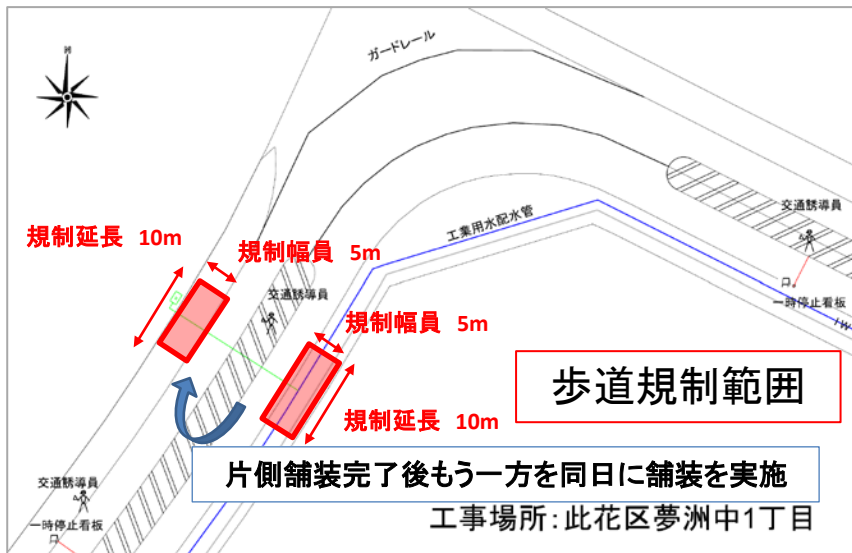 N
ガードレール
交通誘導員
工業用水配水管
規制延長 10m
規制幅員 5m
交通誘導員
一時停止看板
IW
規制幅員 5m
歩道規制範囲
規制延長 10m
片側舗装完了後もう一方を同日に舗装を実施
交通誘導員
一時停止看板
工事場所:此花区夢洲中1丁目